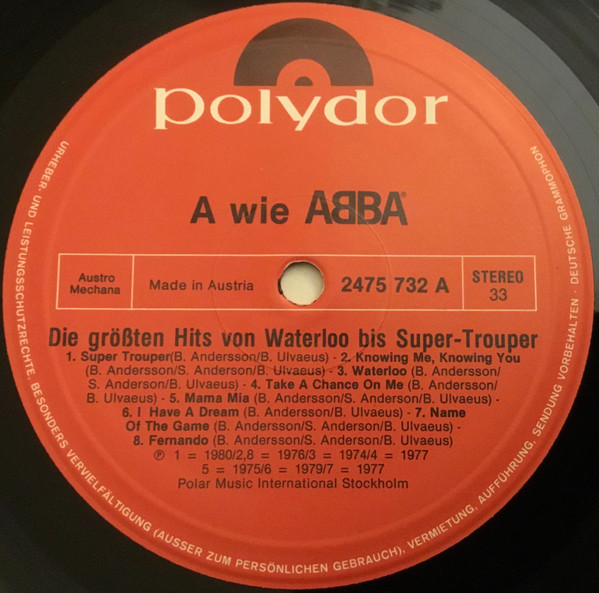 polydor
A wie ABBA®
Austro
Mechana
Made in Austria
2475 732 A
STEREO
33
Die größten Hits von Waterloo bis Super-Trouper
1. Super Trouper(B. Andersson/B. Ulvaeus) - 2. Knowing Me, Knowing You
(B. Andersson/S. Anderson/B. Ulvaeus) - 3. Waterloo (B. Andersson/
S. Anderson/B. Ulvaeus) - 4. Take A Chance On Me (B. Andersson/
B. Ulvaeus) - 5. Mama Mia (B. Andersson/S. Anderson/B. Ulvaeus) -
6. I Have A Dream (B. Andersson/B. Ulvaeus) - 7. Name
Of The Game (B. Andersson/S. Anderson/B. Ulvaeus) -
8. Fernando (B. Andersson/S. Anderson/B. Ulvaeus)
℗ 1 = 1980/2,8 = 1976/3 = 1974/4 = 1977
5 = 1975/6 = 1979/7 = 1977
Polar Music International Stockholm
URHEBER- UND LEISTUNGSSCHUTZRECHTE, BESONDERS VERVIELFÄLTIGUNG (AUSSER ZUM PERSÖNLICHEN GEBRAUCH), VERMIETUNG, AUFFÜHRUNG, SENDUNG VORBEHALTEN · DEUTSCHE GRAMMOPHON